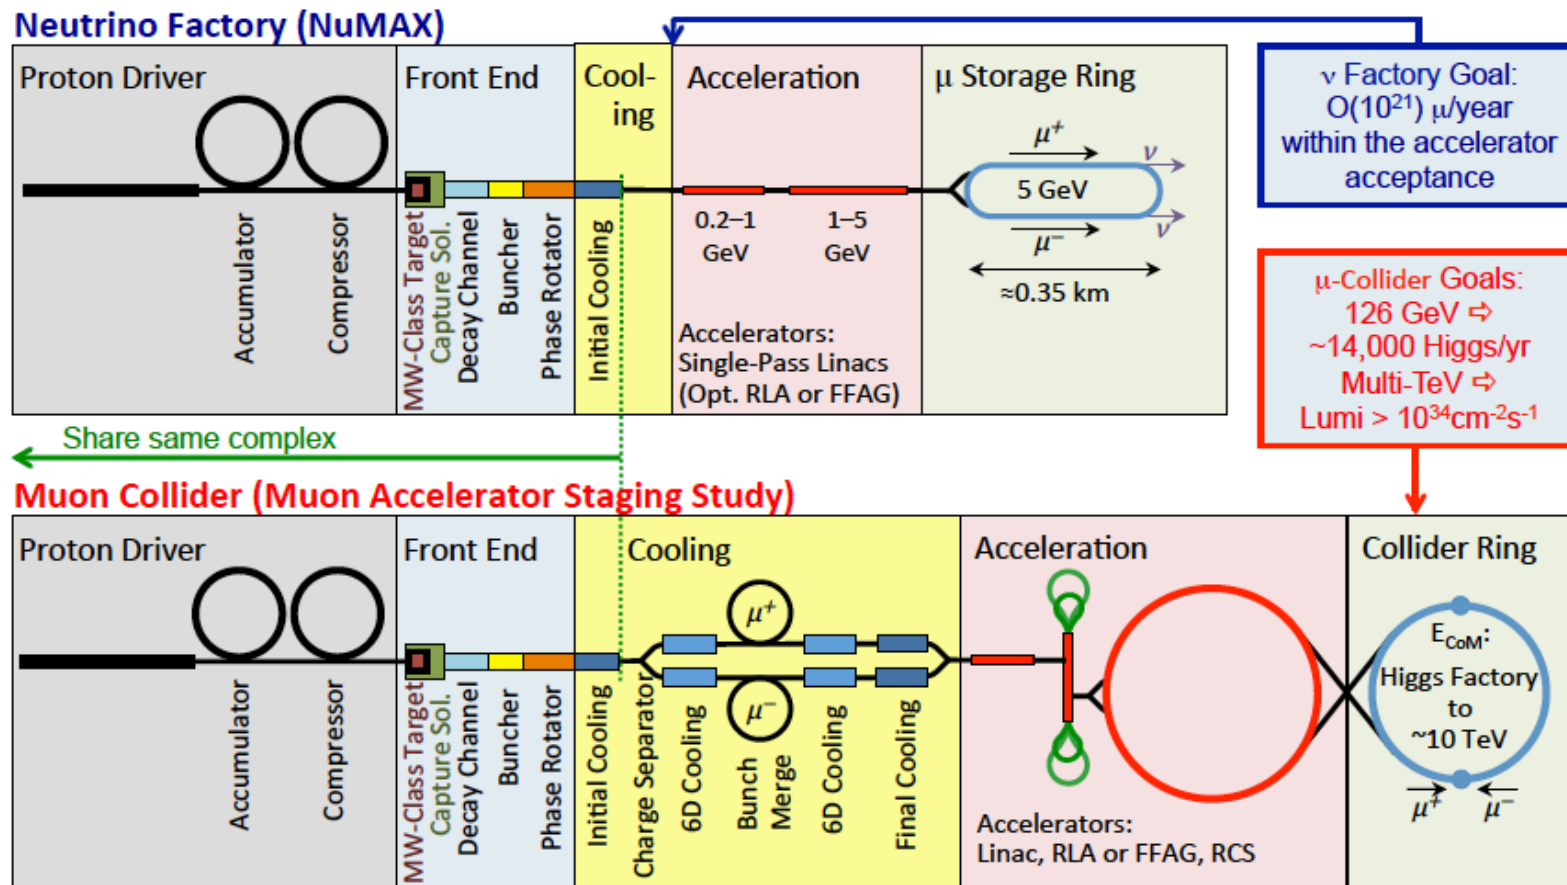 Neutrino Factory (NuMAX)
Proton Driver
Front End
Cool-
ing
Acceleration
μ Storage Ring
Accumulator
Compressor
MW-Class Target
Capture Sol.
Decay Channel
Buncher
Phase Rotator
Initial Cooling
0.2–1
GeV
1–5
GeV
Accelerators:
Single-Pass Linacs
(Opt. RLA or FFAG)
μ+
ν
5 GeV
μ−
ν
≈0.35 km
ν Factory Goal:
O(10^21) μ/year
within the accelerator
acceptance
μ-Collider Goals:
126 GeV ⇨
~14,000 Higgs/yr
Multi-TeV ⇨
Lumi > 10^34cm^-2s^-1
Share same complex
Muon Collider (Muon Accelerator Staging Study)
Proton Driver
Front End
Cooling
Acceleration
Collider Ring
Accumulator
Compressor
MW-Class Target
Capture Sol.
Decay Channel
Buncher
Phase Rotator
Initial Cooling
Charge Separator
6D Cooling
μ+
μ−
Bunch
Merge
6D Cooling
Final Cooling
Accelerators:
Linac, RLA or FFAG, RCS
E_CoM:
Higgs Factory
to
~10 TeV
μ+
μ−